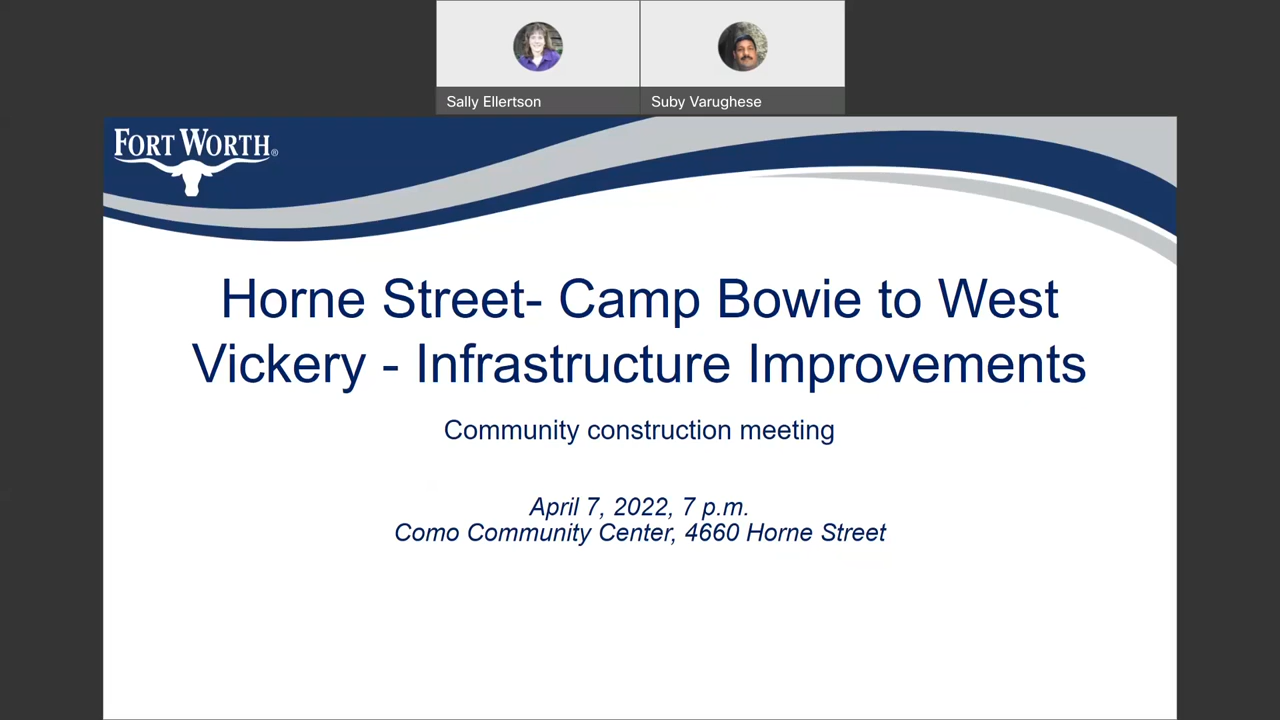 Sally Ellertson
Suby Varughese
FORT WORTH®
Horne Street- Camp Bowie to West
Vickery - Infrastructure Improvements
Community construction meeting
April 7, 2022, 7 p.m.
Como Community Center, 4660 Horne Street